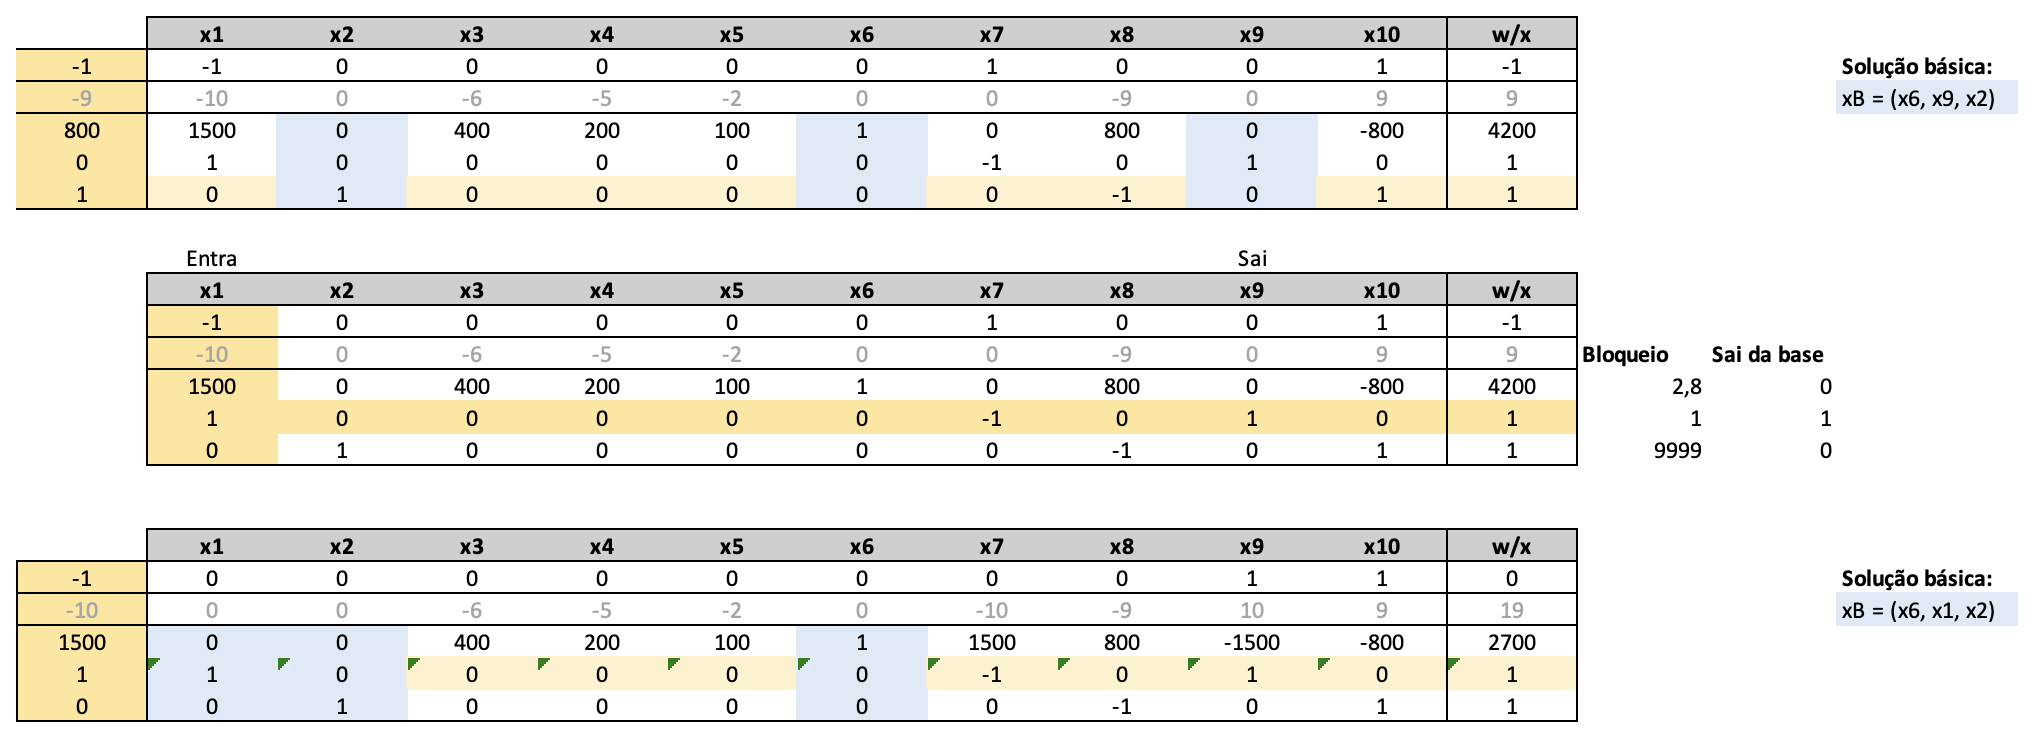 x1 x2 x3 x4 x5 x6 x7 x8 x9 x10 w/x
-1 -1 0 0 0 0 0 1 0 0 1 -1 Solução básica:
-9 -10 0 -6 -5 -2 0 0 -9 0 9 9 xB = (x6, x9, x2)
800 1500 0 400 200 100 1 0 800 0 -800 4200
0 1 0 0 0 0 0 -1 0 1 0 1
1 0 1 0 0 0 0 0 -1 0 1 1
Entra Sai
x1 x2 x3 x4 x5 x6 x7 x8 x9 x10 w/x
-1 0 0 0 0 0 1 0 0 1 -1
-10 0 -6 -5 -2 0 0 -9 0 9 9 Bloqueio Sai da base
1500 0 400 200 100 1 0 800 0 -800 4200 2,8 0
1 0 0 0 0 0 -1 0 1 0 1 1 1
0 1 0 0 0 0 0 -1 0 1 1 9999 0
x1 x2 x3 x4 x5 x6 x7 x8 x9 x10 w/x
-1 0 0 0 0 0 0 0 0 1 1 0 Solução básica:
-10 0 0 -6 -5 -2 0 -10 -9 10 9 19 xB = (x6, x1, x2)
1500 0 0 400 200 100 1 1500 800 -1500 -800 2700
1 1 0 0 0 0 0 -1 0 1 0 1
0 0 1 0 0 0 0 0 -1 0 1 1